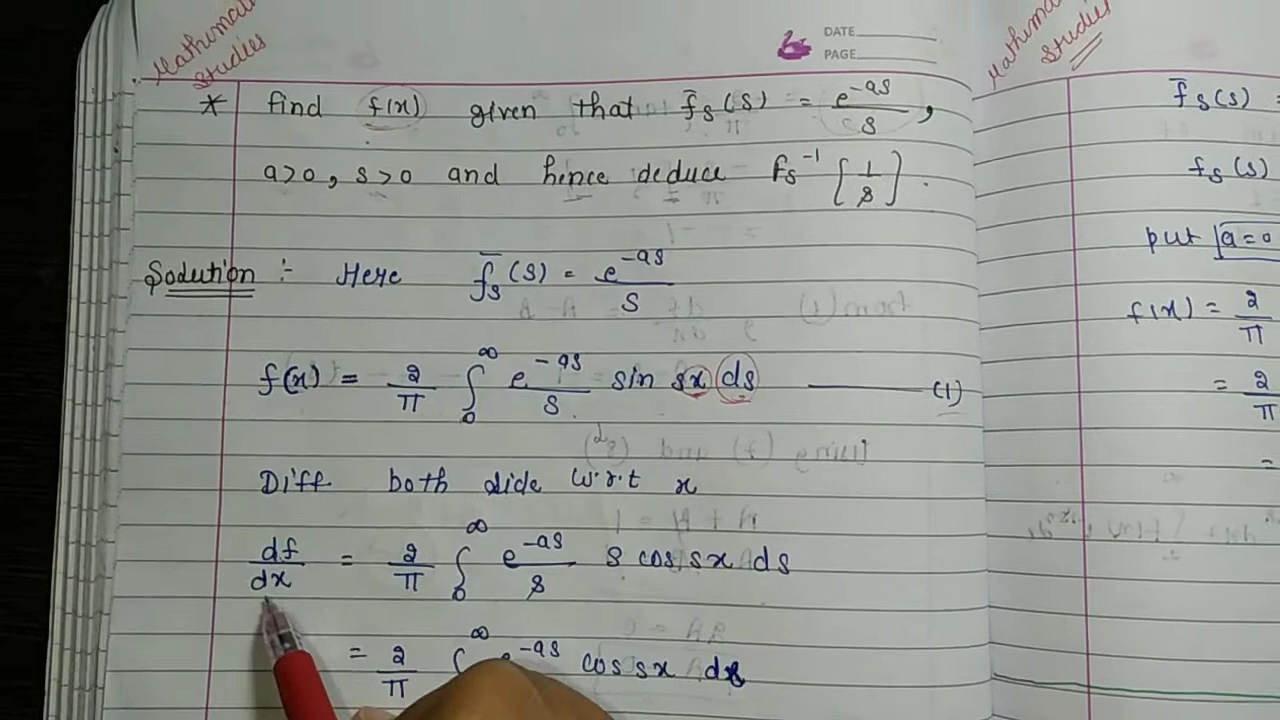 Mathematics Studies
DATE
PAGE
* find f(x) given that f̄s(s) = e^-as / s ,
a>0, s>0 and hence deduce fs^-1 [1/s].
Solution :- Here f̄s(s) = e^-as / s
f(x) = 2/π ∫₀^∞ e^-as / s sin sx ds ——— (1)
Diff both side w.r.t x
df/dx = 2/π ∫₀^∞ e^-as / s s cos sx ds
= 2/π ∫ e^-as cos sx ds
Studies
f̄s(s) =
fs(s)
put a=0
f(x) = 2/π
= 2/π
=